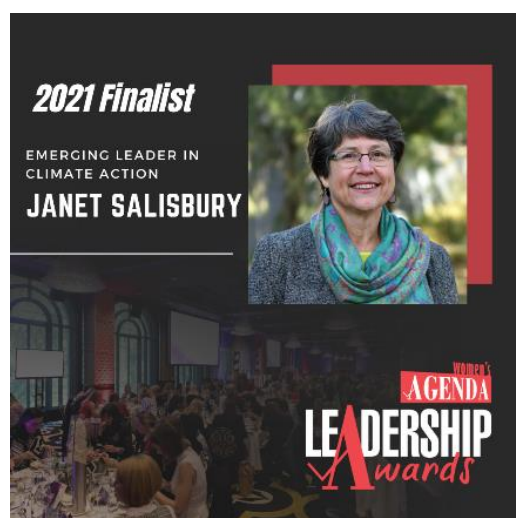 2021 Finalist
EMERGING LEADER IN
CLIMATE ACTION
JANET SALISBURY
women's
AGENDA
LEADERSHIP
Awards